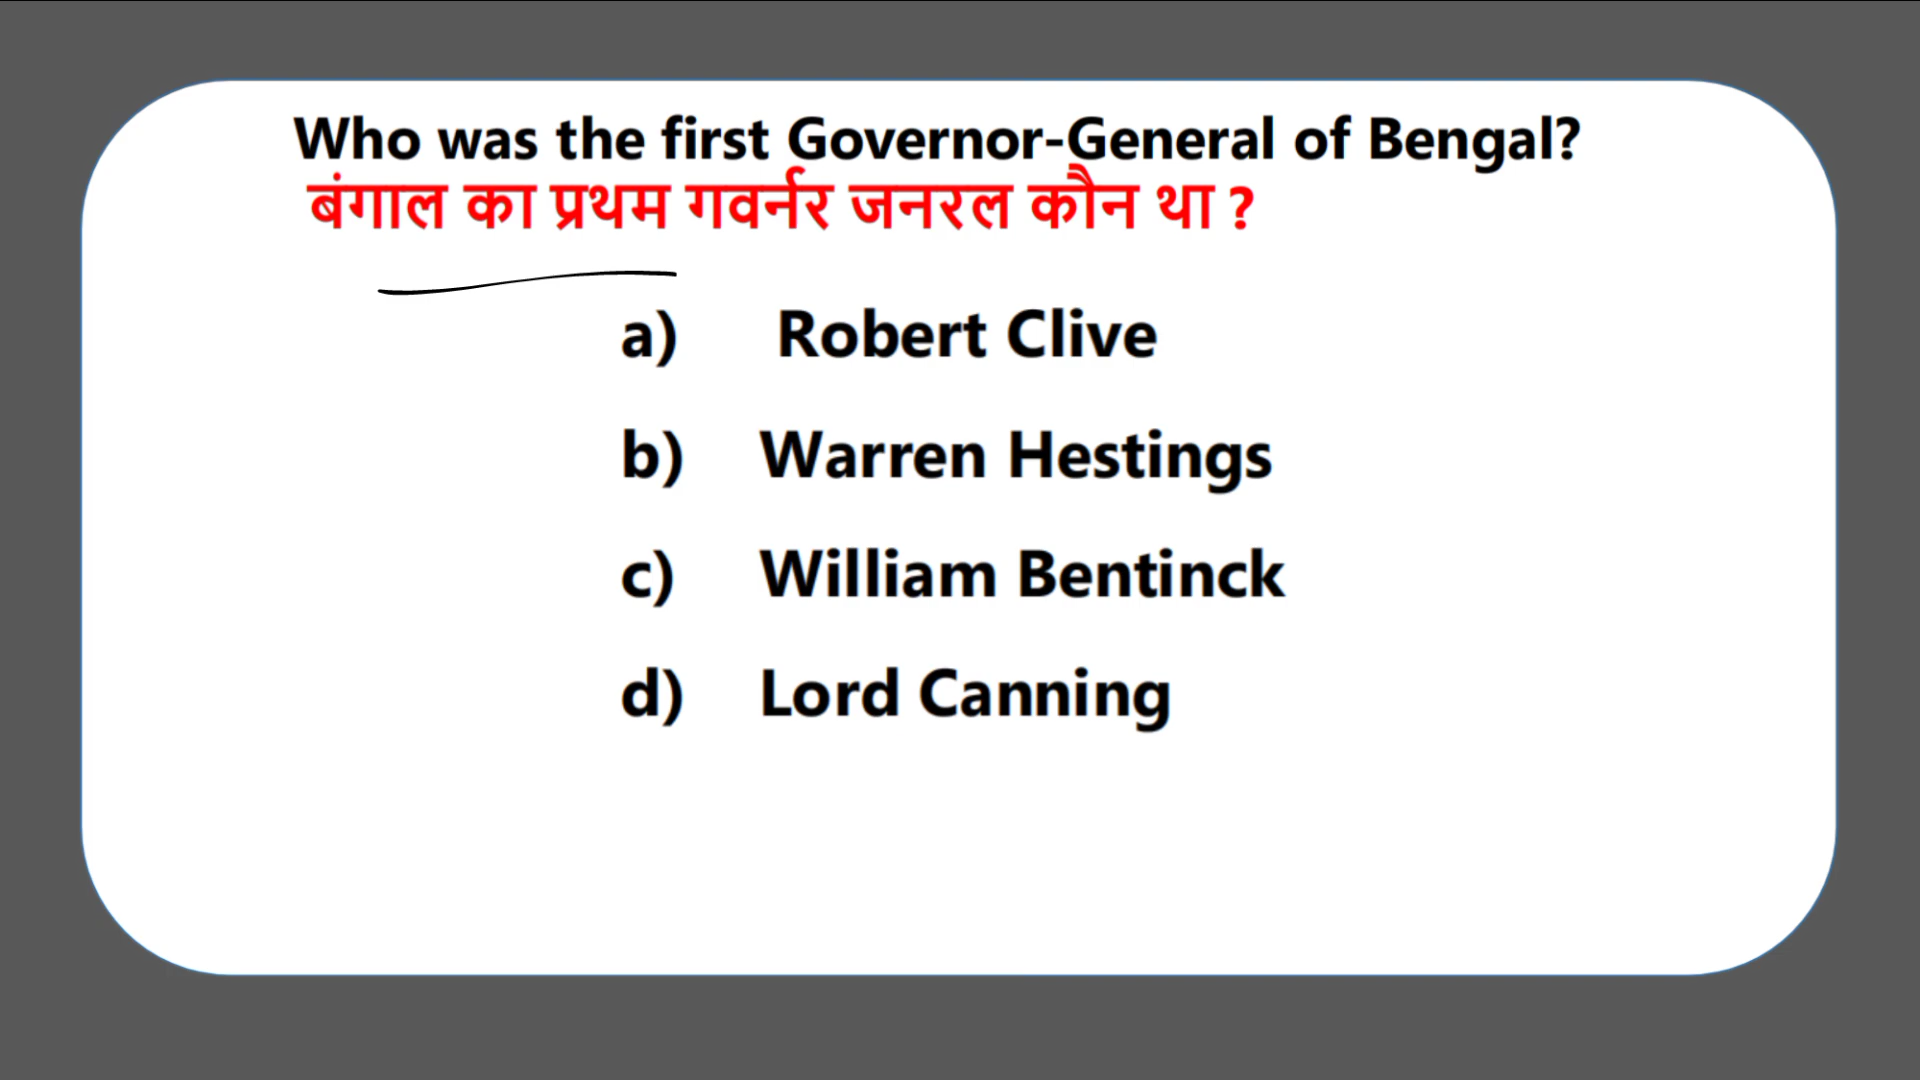 Who was the first Governor-General of Bengal?
बंगाल का प्रथम गवर्नर जनरल कौन था ?
a) Robert Clive
b) Warren Hestings
c) William Bentinck
d) Lord Canning